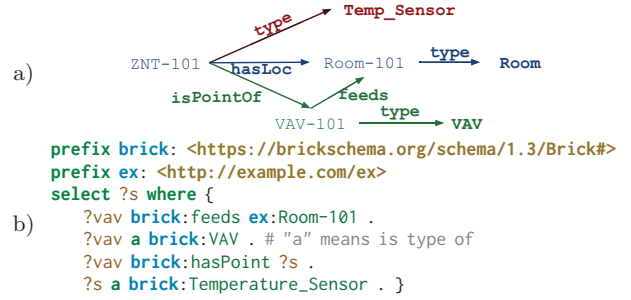 type Temp_Sensor
a) ZNT-101 hasLoc Room-101 type Room
isPointOf feeds
VAV-101 type VAV
prefix brick: <https://brickschema.org/schema/1.3/Brick#>
prefix ex: <http://example.com/ex>
select ?s where {
b) ?vav brick:feeds ex:Room-101 .
?vav a brick:VAV . # "a" means is type of
?vav brick:hasPoint ?s .
?s a brick:Temperature_Sensor . }